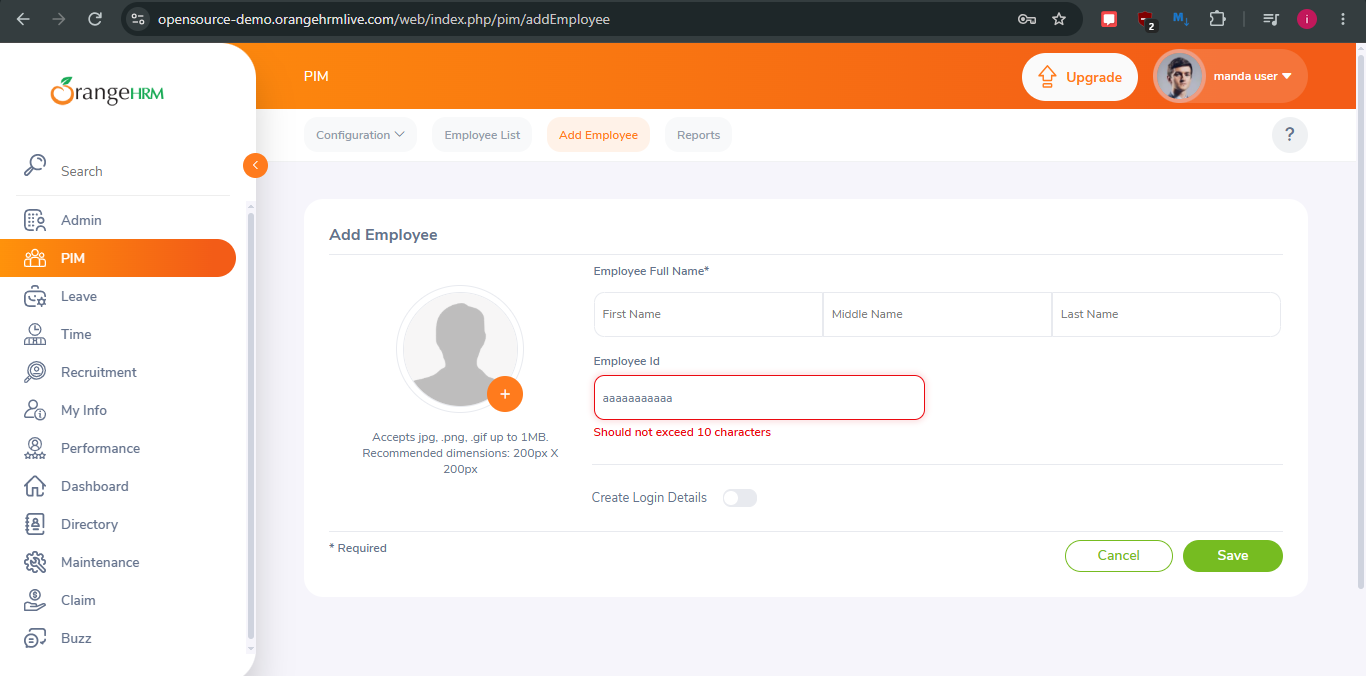 opensource-demo.orangehrmlive.com/web/index.php/pim/addEmployee
2
M
i
OrangeHRM
PIM
Upgrade
manda user
Configuration
Employee List
Add Employee
Reports
?
Search
Admin
PIM
Leave
Time
Recruitment
My Info
Performance
Dashboard
Directory
Maintenance
Claim
Buzz
Add Employee
Accepts jpg, .png, .gif up to 1MB.
Recommended dimensions: 200px X
200px
Employee Full Name*
First Name
Middle Name
Last Name
Employee Id
aaaaaaaaaaa
Should not exceed 10 characters
Create Login Details
* Required
Cancel
Save